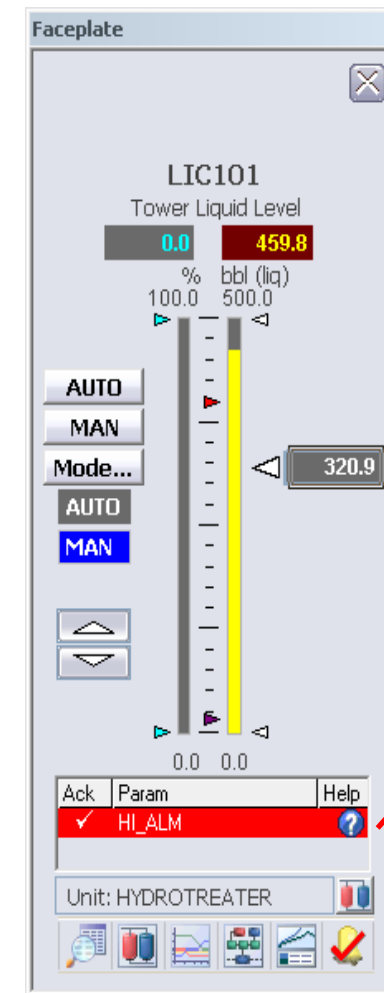 Faceplate
LIC101
Tower Liquid Level
0.0 459.8
% bbl (liq)
100.0 500.0
AUTO
MAN
Mode...
320.9
AUTO
MAN
0.0 0.0
Ack Param Help
HI_ALM ?
Unit: HYDROTREATER